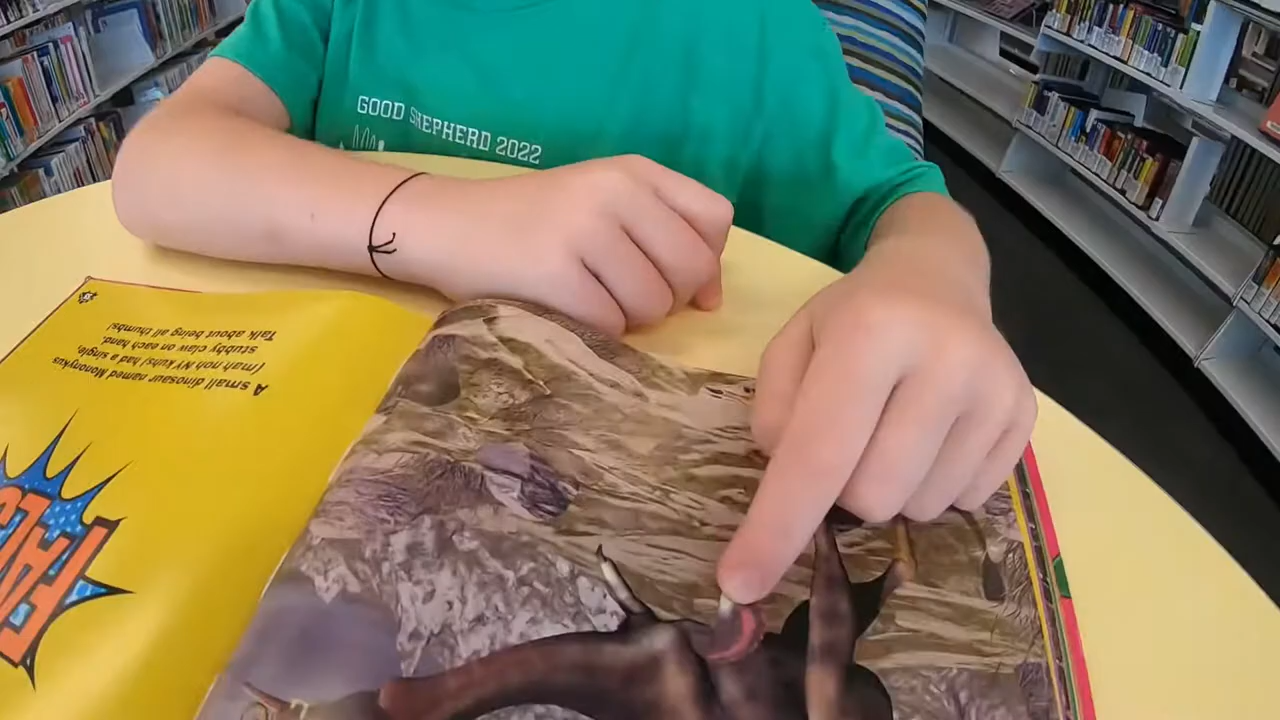 GOOD SHEPHERD 2022
A small dinosaur named Mononykus
(mah noh NY kuhs) had a single,
stubby claw on each hand.
Talk about being all thumbs!